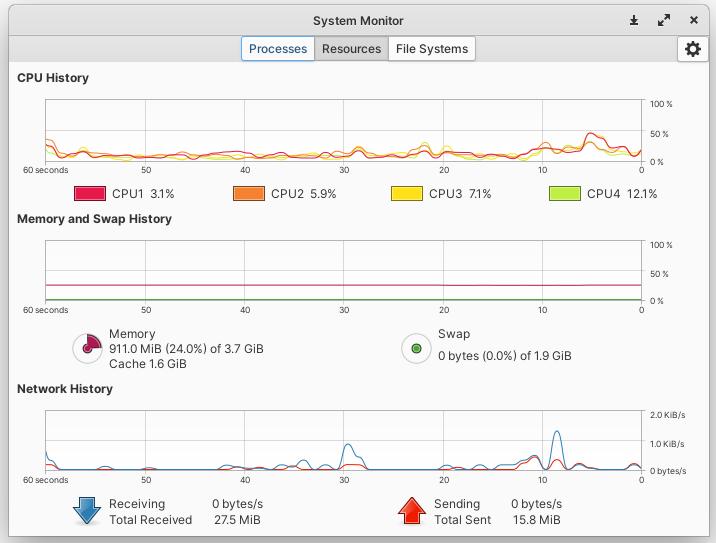 System Monitor
Processes Resources File Systems
CPU History
100 %
50 %
0 %
60 seconds 50 40 30 20 10 0
CPU1 3.1% CPU2 5.9% CPU3 7.1% CPU4 12.1%
Memory and Swap History
100 %
50 %
0 %
60 seconds 50 40 30 20 10 0
Memory
911.0 MiB (24.0%) of 3.7 GiB
Cache 1.6 GiB
Swap
0 bytes (0.0%) of 1.9 GiB
Network History
2.0 KiB/s
1.0 KiB/s
0 bytes/s
60 seconds 50 40 30 20 10 0
Receiving 0 bytes/s
Total Received 27.5 MiB
Sending 0 bytes/s
Total Sent 15.8 MiB